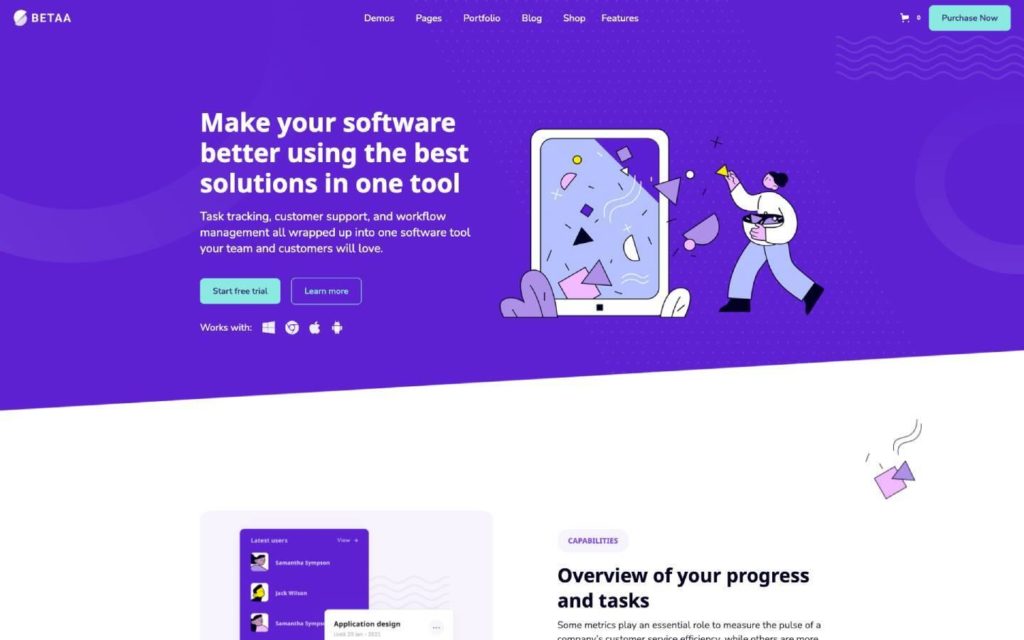 BETAA
Demos Pages Portfolio Blog Shop Features
0
Purchase Now
Make your software
better using the best
solutions in one tool
Task tracking, customer support, and workflow
management all wrapped up into one software tool
your team and customers will love.
Start free trial
Learn more
Works with:
Latest users
View →
Samantha Sympson
Jack Wilson
Samantha Symps
Application design
Until 23 Jan - 2021
CAPABILITIES
Overview of your progress
and tasks
Some metrics play an essential role to measure the pulse of a
company's customer service efficiency, while others are more